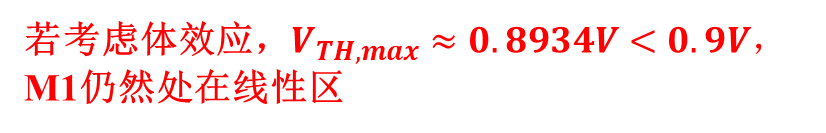 若考虑体效应，V_{TH,max} ≈ 0.8934V < 0.9V，
M1仍然处在线性区